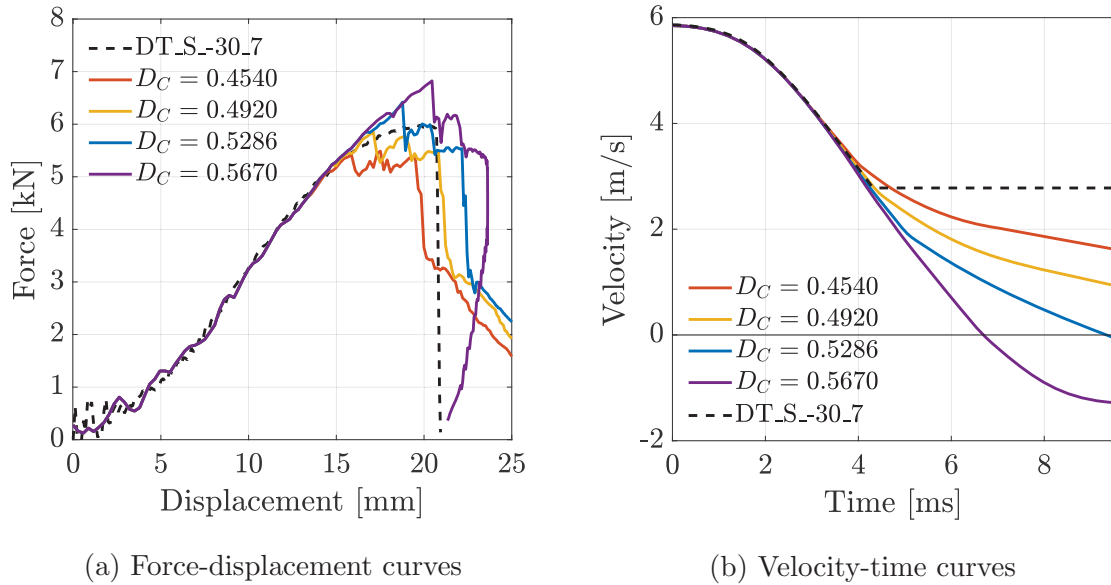 8
7
6
5
4
3
2
1
0
Force [kN]
DT_S_-30_7
D_C = 0.4540
D_C = 0.4920
D_C = 0.5286
D_C = 0.5670
0 5 10 15 20 25
Displacement [mm]
(a) Force-displacement curves
6
4
2
0
-2
Velocity [m/s]
D_C = 0.4540
D_C = 0.4920
D_C = 0.5286
D_C = 0.5670
DT_S_-30_7
0 2 4 6 8
Time [ms]
(b) Velocity-time curves